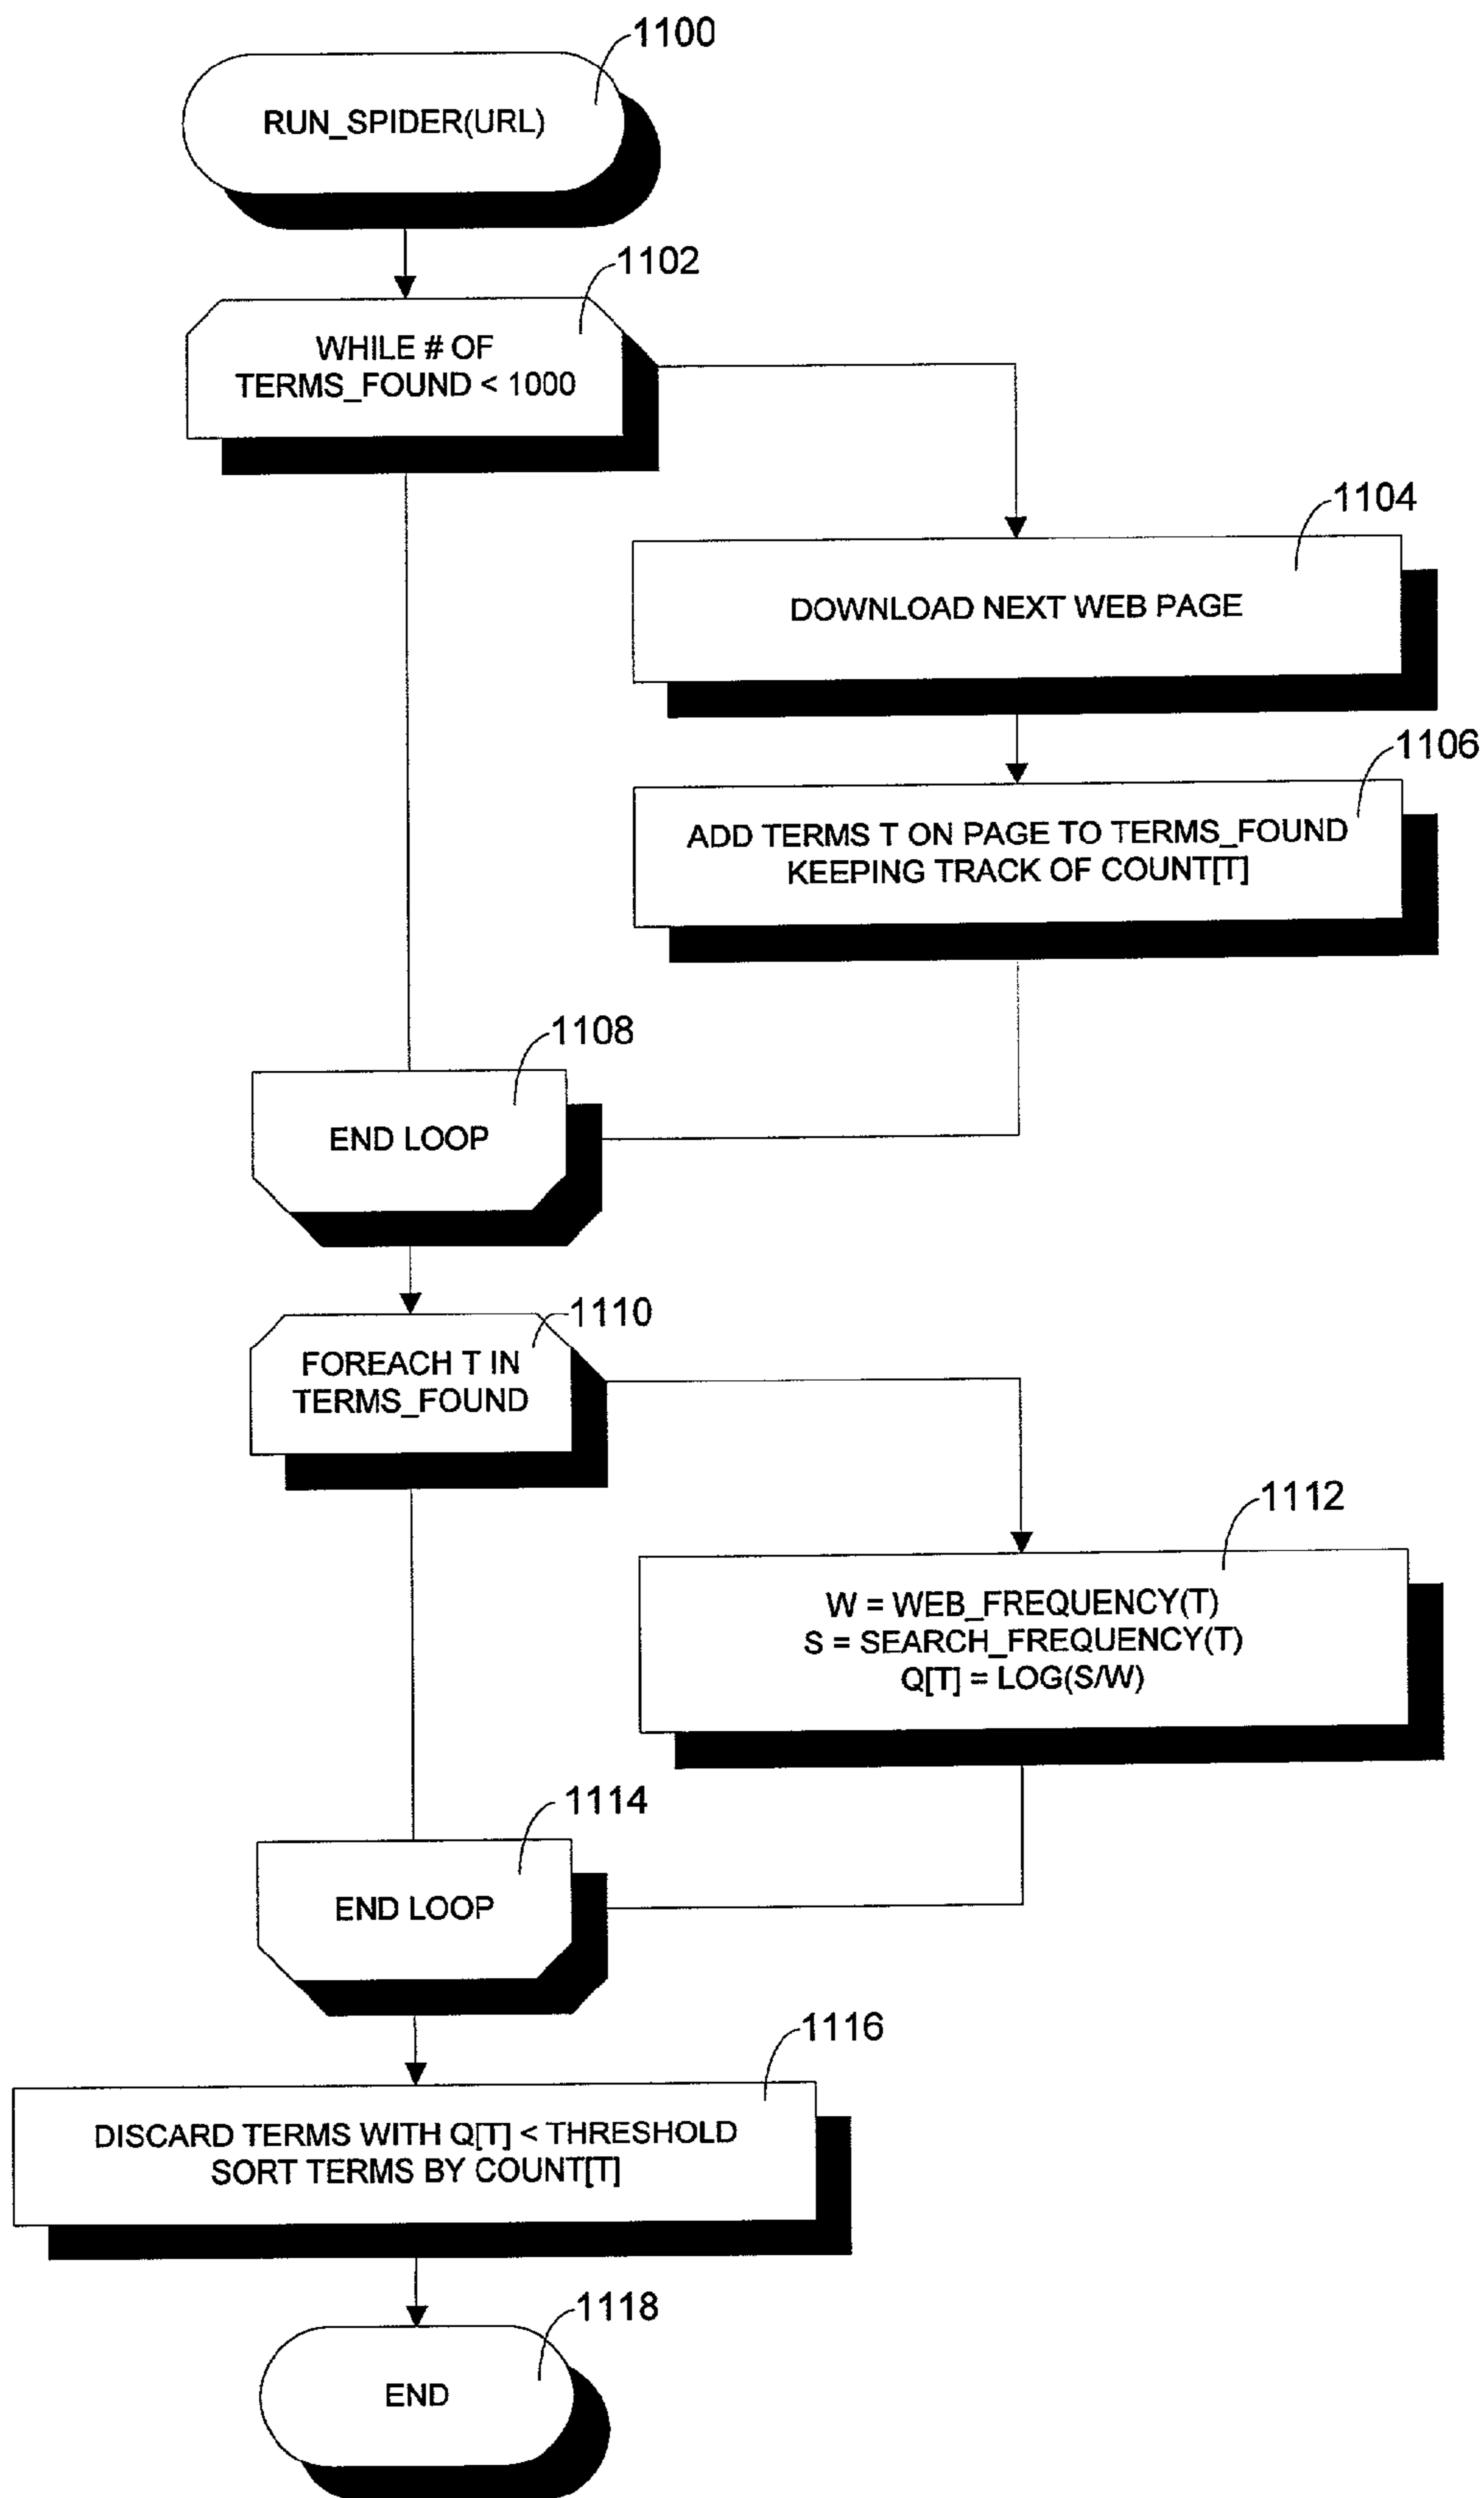 1100
RUN_SPIDER(URL)
1102
WHILE # OF
TERMS_FOUND < 1000
1104
DOWNLOAD NEXT WEB PAGE
1106
ADD TERMS T ON PAGE TO TERMS_FOUND
KEEPING TRACK OF COUNT[T]
1108
END LOOP
1110
FOREACH T IN
TERMS_FOUND
1112
W = WEB_FREQUENCY(T)
S = SEARCH_FREQUENCY(T)
Q[T] = LOG(S/W)
1114
END LOOP
1116
DISCARD TERMS WITH Q[T] < THRESHOLD
SORT TERMS BY COUNT[T]
1118
END